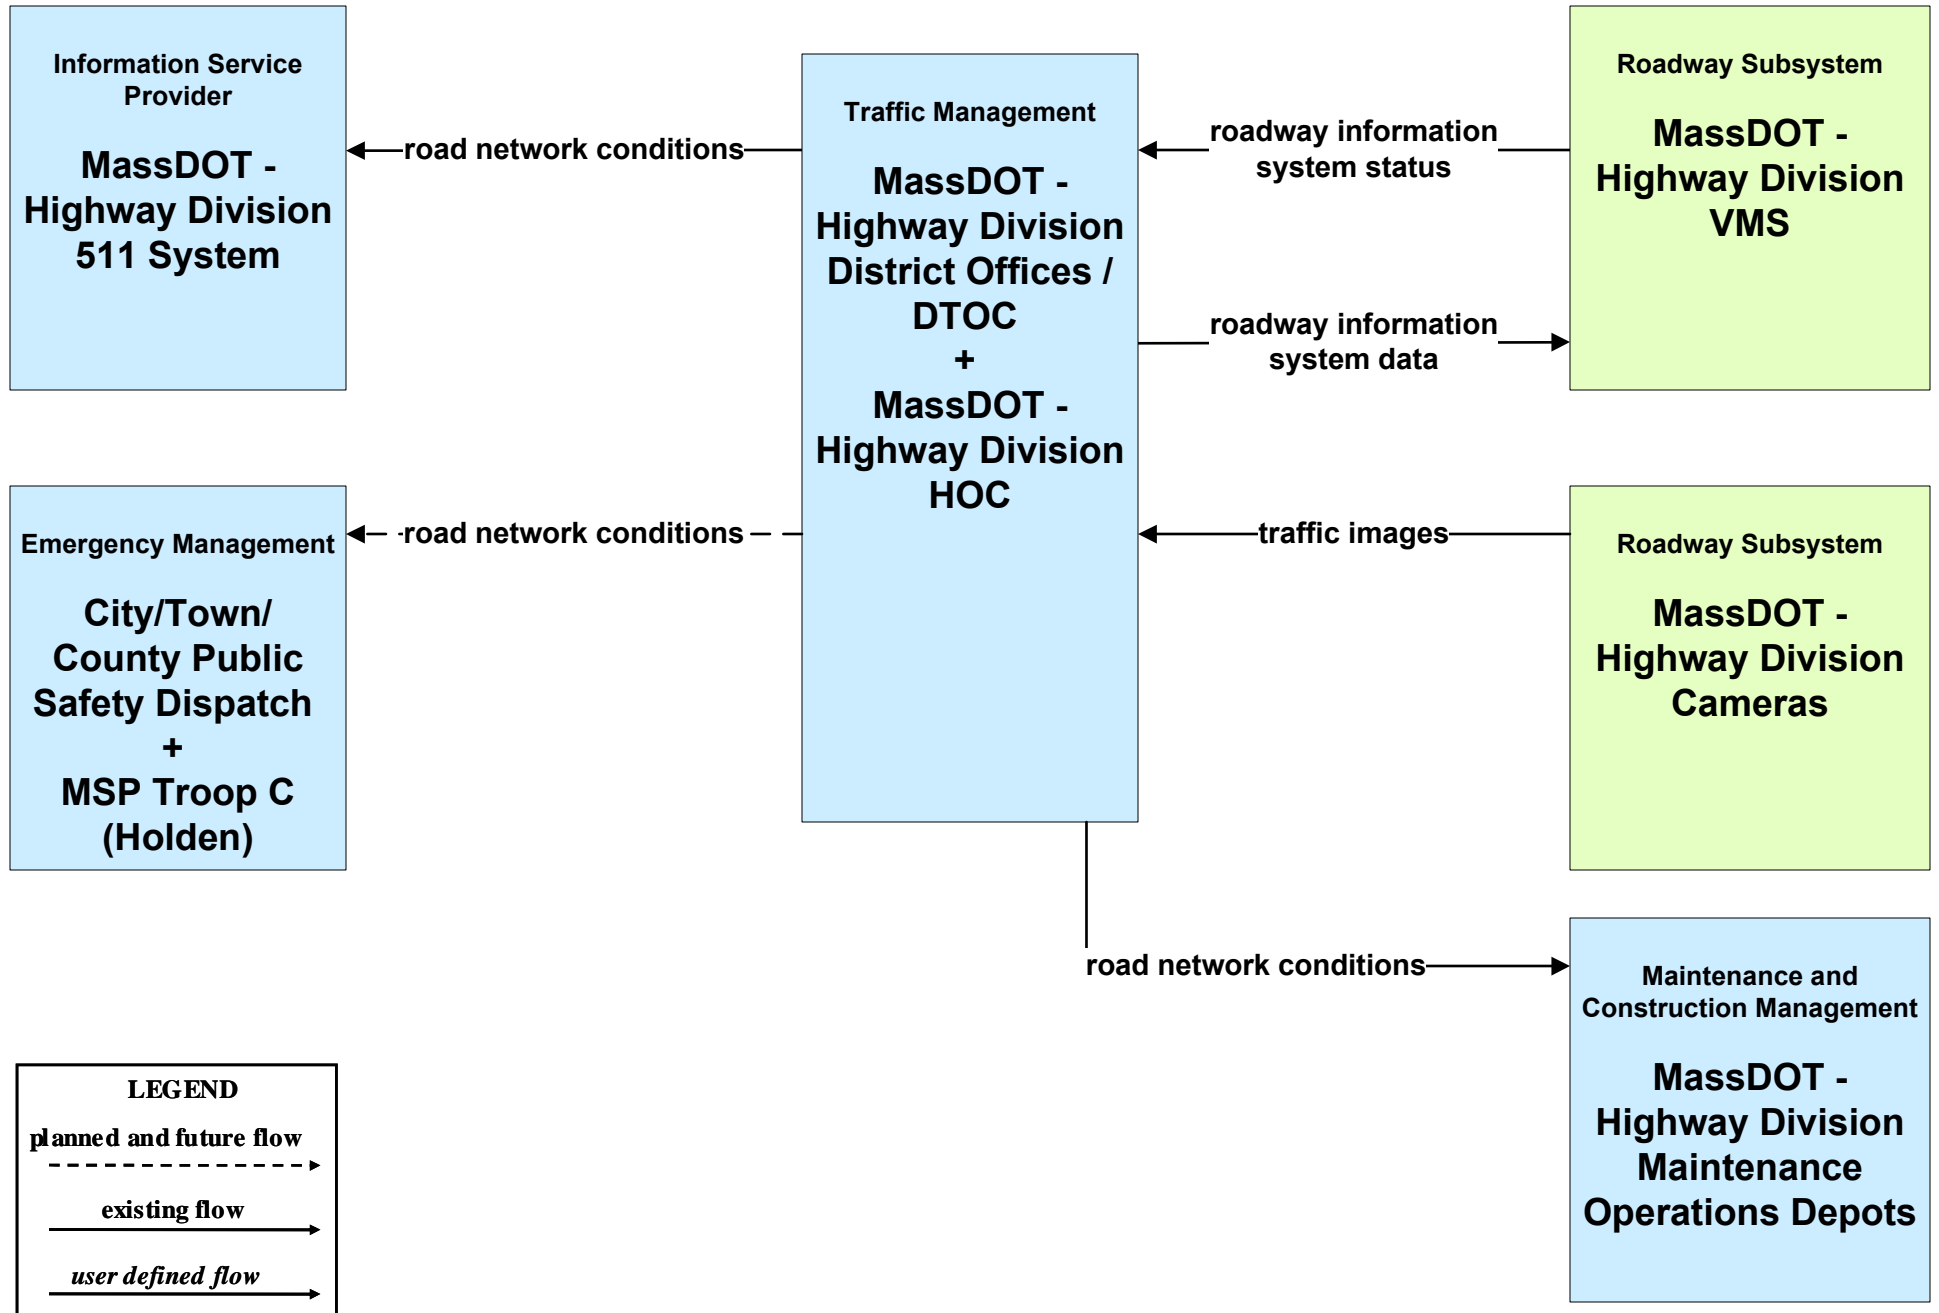 Information Service
Provider
MassDOT -
Highway Division
511 System
road network conditions
Traffic Management
MassDOT -
Highway Division
District Offices /
DTOC
+
MassDOT -
Highway Division
HOC
roadway information
system status
roadway information
system data
Roadway Subsystem
MassDOT -
Highway Division
VMS
Emergency Management
City/Town/
County Public
Safety Dispatch
+
MSP Troop C
(Holden)
road network conditions
traffic images
Roadway Subsystem
MassDOT -
Highway Division
Cameras
road network conditions
Maintenance and
Construction Management
MassDOT -
Highway Division
Maintenance
Operations Depots
LEGEND
planned and future flow
existing flow
user defined flow